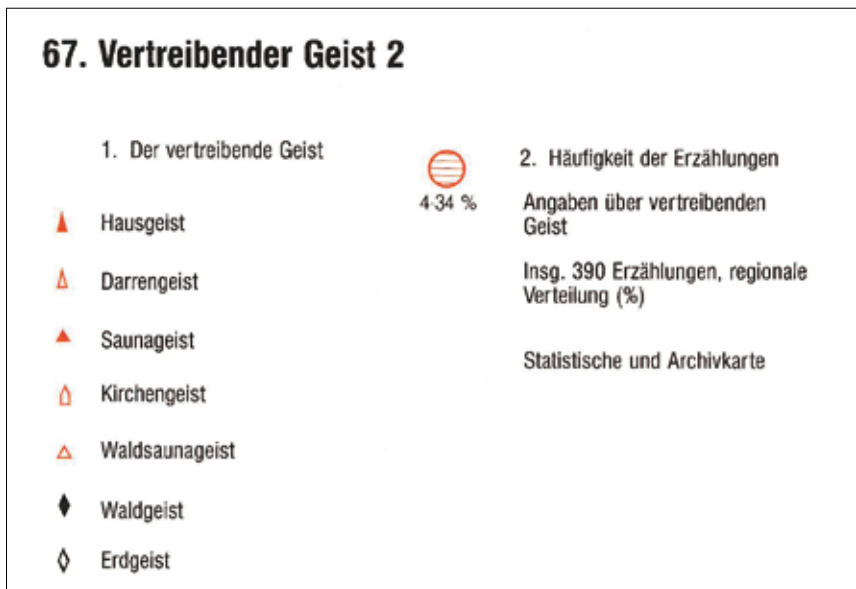 67. Vertreibender Geist 2
1. Der vertreibende Geist
Hausgeist
Darrengeist
Saunageist
Kirchengeist
Waldsaunageist
Waldgeist
Erdgeist
4-34 %
2. Häufigkeit der Erzählungen
Angaben über vertreibenden
Geist
Insg. 390 Erzählungen, regionale
Verteilung (%)
Statistische und Archivkarte